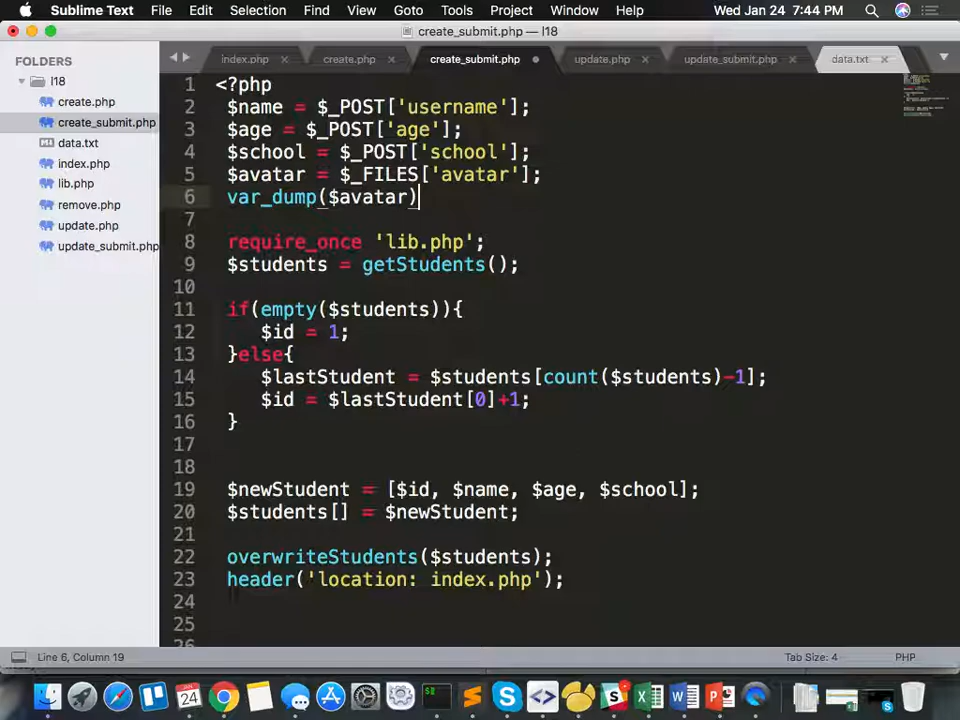 Sublime Text File Edit Selection Find View Goto Tools Project Window Help Wed Jan 24 7:44 PM
create_submit.php — l18
FOLDERS
l18
create.php
create_submit.php
data.txt
index.php
lib.php
remove.php
update.php
update_submit.php
index.php create.php create_submit.php update.php update_submit.php data.txt
1 <?php
2 $name = $_POST['username'];
3 $age = $_POST['age'];
4 $school = $_POST['school'];
5 $avatar = $_FILES['avatar'];
6 var_dump($avatar)
7
8 require_once 'lib.php';
9 $students = getStudents();
10
11 if(empty($students)){
12 $id = 1;
13 }else{
14 $lastStudent = $students[count($students)-1];
15 $id = $lastStudent[0]+1;
16 }
17
18
19 $newStudent = [$id, $name, $age, $school];
20 $students[] = $newStudent;
21
22 overwriteStudents($students);
23 header('location: index.php');
24
25
26
Line 6, Column 19 Tab Size: 4 PHP